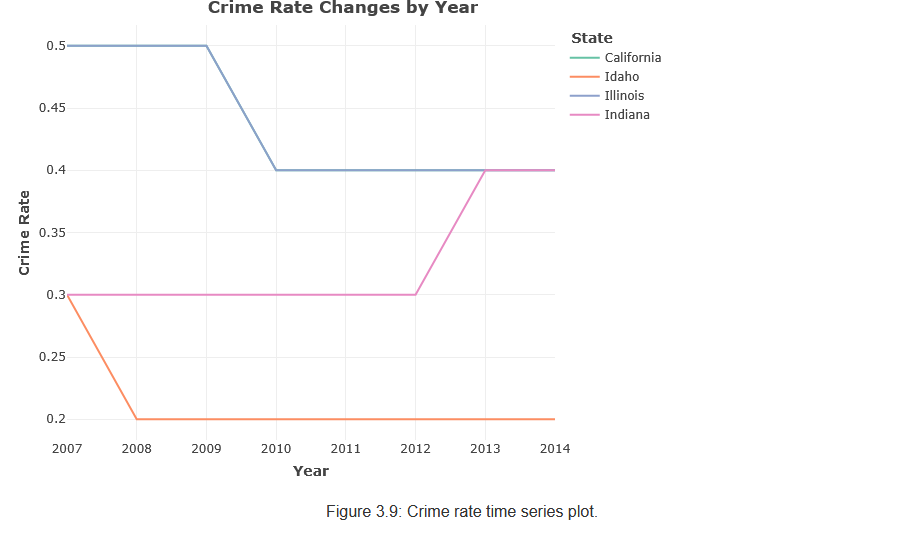 Crime Rate Changes by Year
State
California
Idaho
Illinois
Indiana
Crime Rate
0.5
0.45
0.4
0.35
0.3
0.25
0.2
2007 2008 2009 2010 2011 2012 2013 2014
Year
Figure 3.9: Crime rate time series plot.